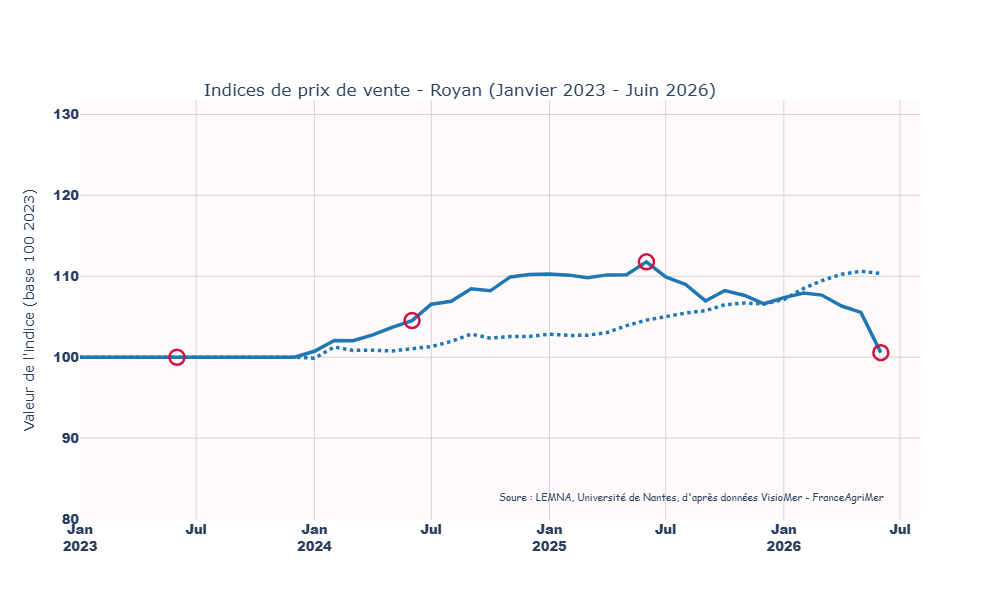 Indices de prix de vente - Royan (Janvier 2023 - Juin 2026)
Valeur de l'indice (base 100 2023)
130
120
110
100
90
80
Soure : LEMNA, Université de Nantes, d'après données VisioMer - FranceAgriMer
Jan Jul Jan Jul Jan Jul Jan Jul
2023 2024 2025 2026